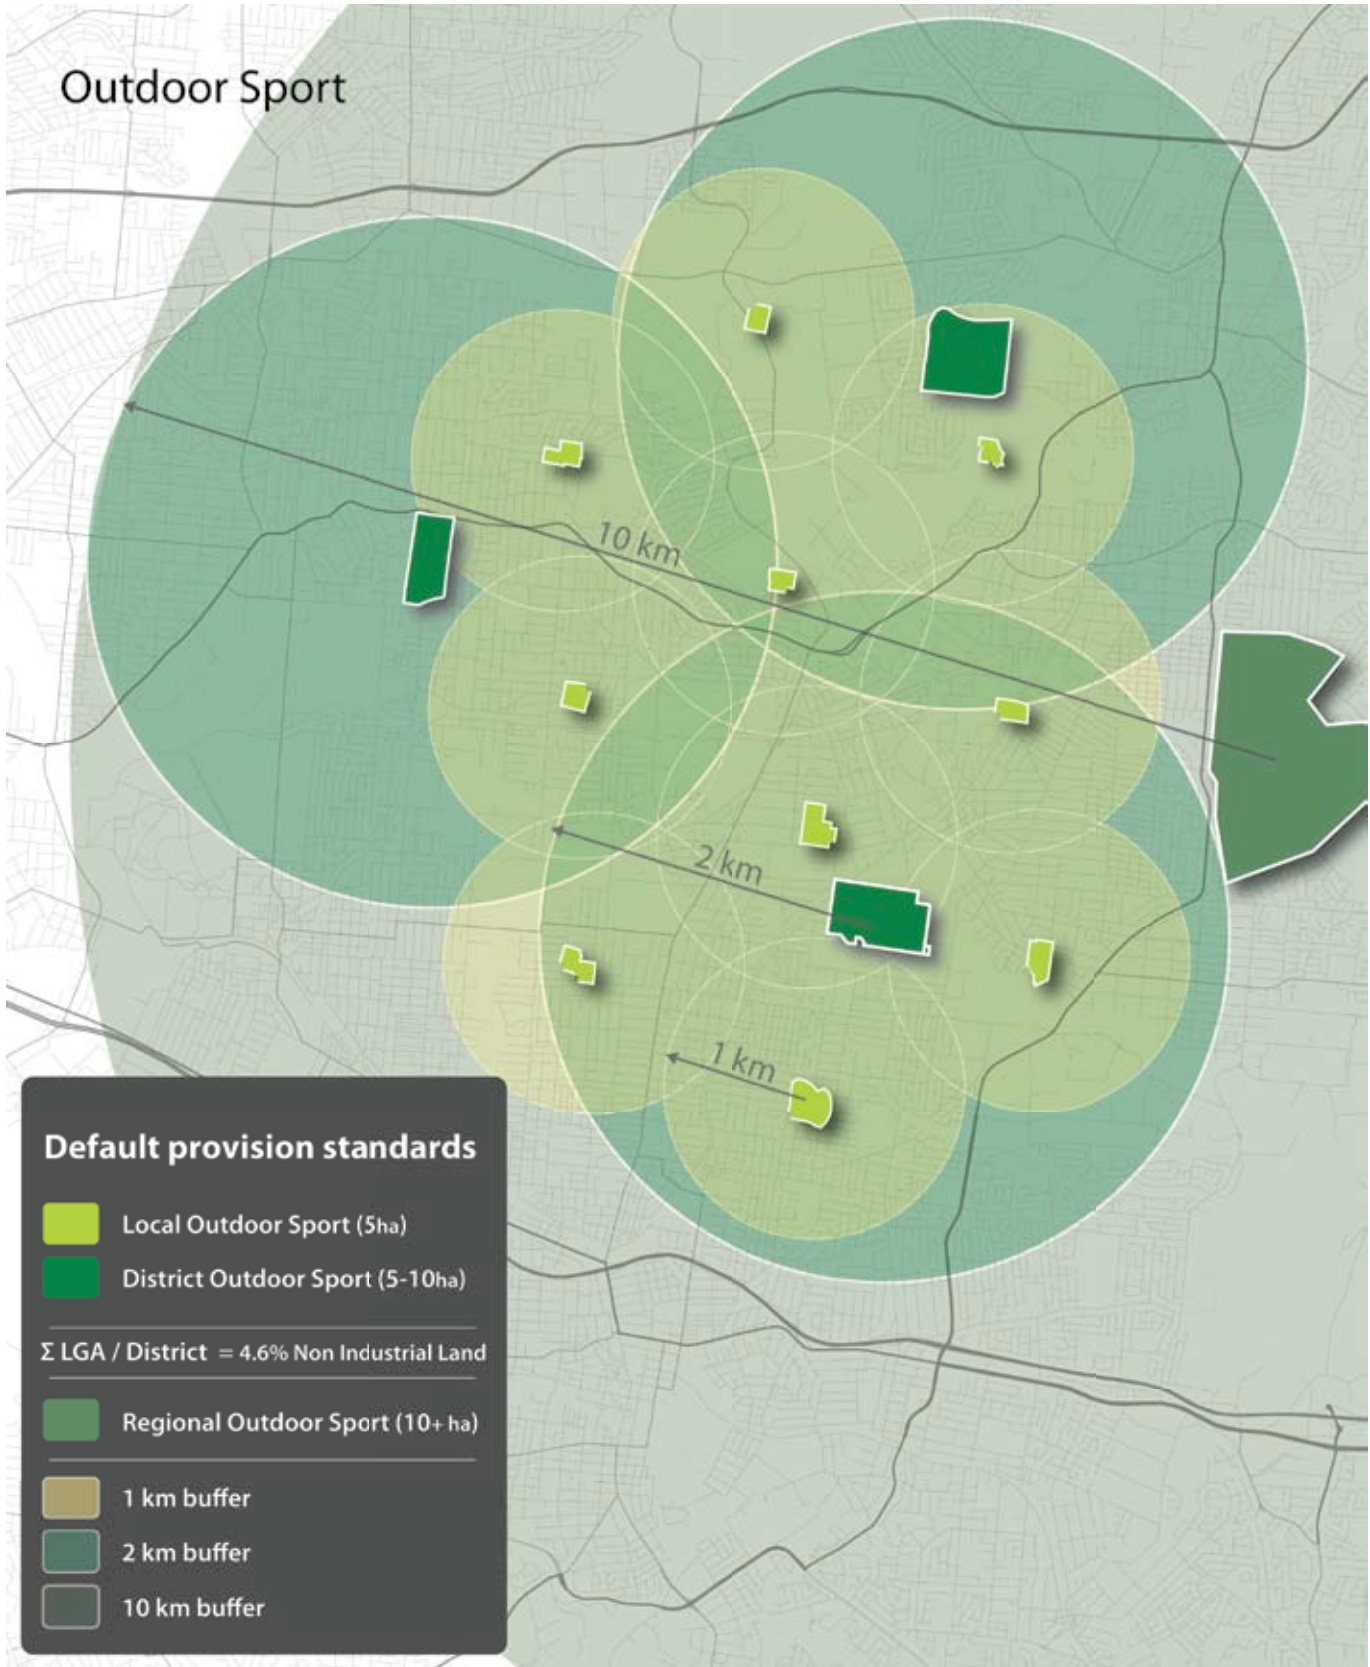 Outdoor Sport
10 km
2 km
1 km
Default provision standards
Local Outdoor Sport (5ha)
District Outdoor Sport (5-10ha)
Σ LGA / District = 4.6% Non Industrial Land
Regional Outdoor Sport (10+ ha)
1 km buffer
2 km buffer
10 km buffer